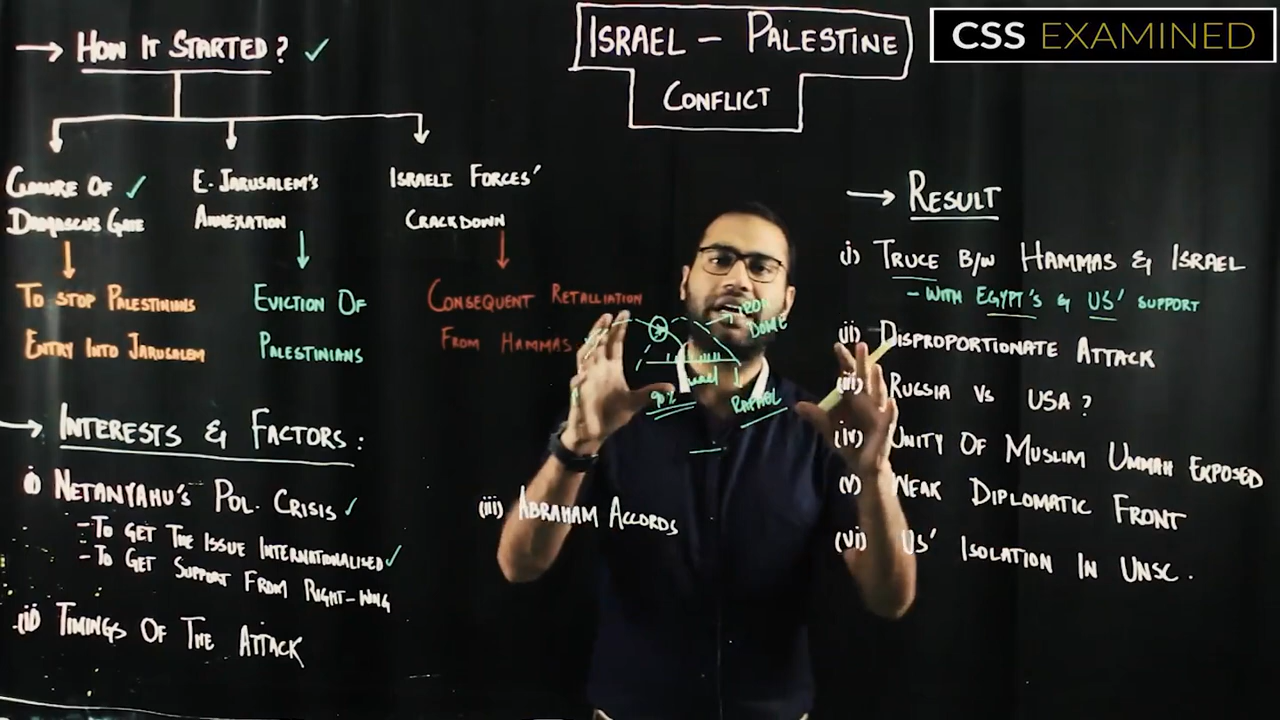 CSS EXAMINED
ISRAEL – PALESTINE
CONFLICT
→ HOW IT STARTED? ✓
CLOSURE OF ✓
DAMASCUS GATE
TO STOP PALESTINIANS
ENTRY INTO JARUSALEM
E-JARUSALEM'S
ANNEXATION
EVICTION OF
PALESTINIANS
ISRAELI FORCES'
CRACKDOWN
CONSEQUENT RETALLIATION
FROM HAMMAS
→ INTERESTS & FACTORS:
(i) NETANYAHU'S POL. CRISIS ✓
- TO GET THE ISSUE INTERNATIONALISED ✓
- TO GET SUPPORT FROM RIGHT-WING
(ii) TIMINGS OF THE ATTACK
(iii) ABRAHAM ACCORDS
IRON
DOME
Israel
90%
RAFAEL
→ RESULT
(i) TRUCE B/W HAMMAS & ISRAEL
- WITH EGYPT'S & US' SUPPORT
(ii) DISPROPORTIONATE ATTACK
(iii) RUSSIA VS USA?
(iv) UNITY OF MUSLIM UMMAH EXPOSED
(v) WEAK DIPLOMATIC FRONT
(vi) US' ISOLATION IN UNSC.